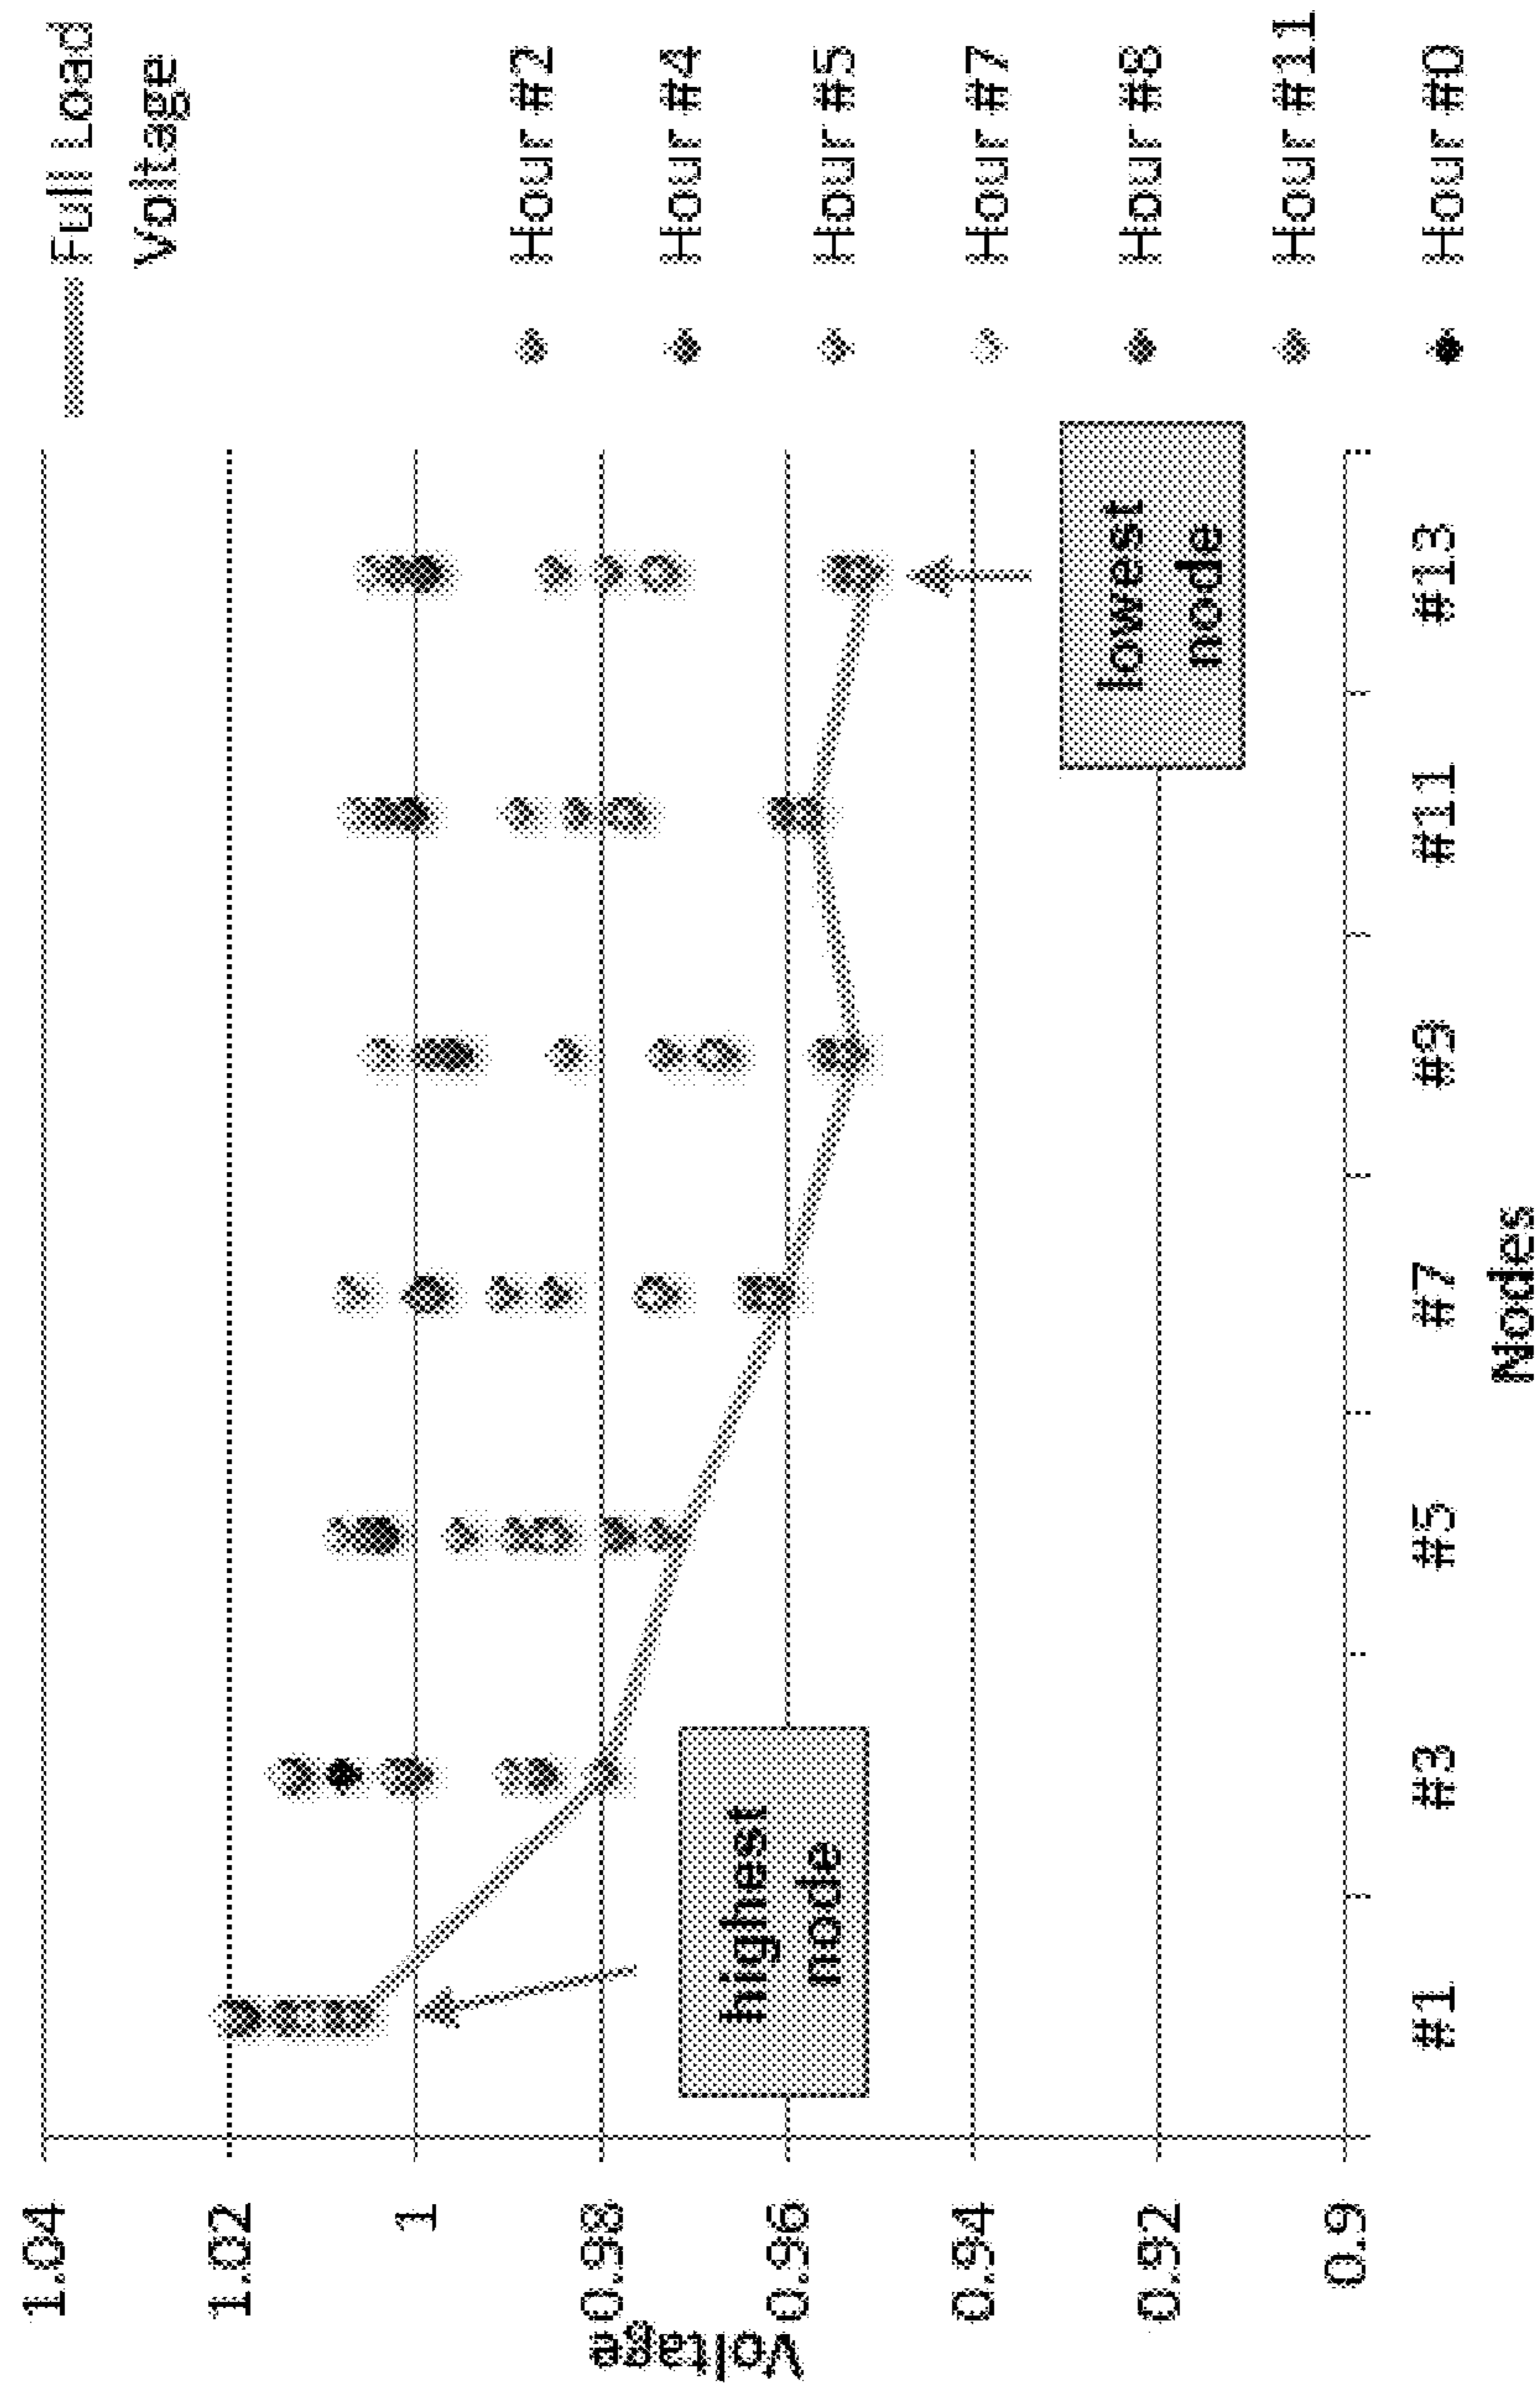 Full Load
Voltage
Hour #2
Hour #4
Hour #5
Hour #7
Hour #8
Hour #11
Hour #0
1.04
1.02
1
0.98
0.96
0.94
0.92
0.9
Voltage
highest
node
lowest
node
#1
#3
#5
#7
#9
#11
#13
Nodes